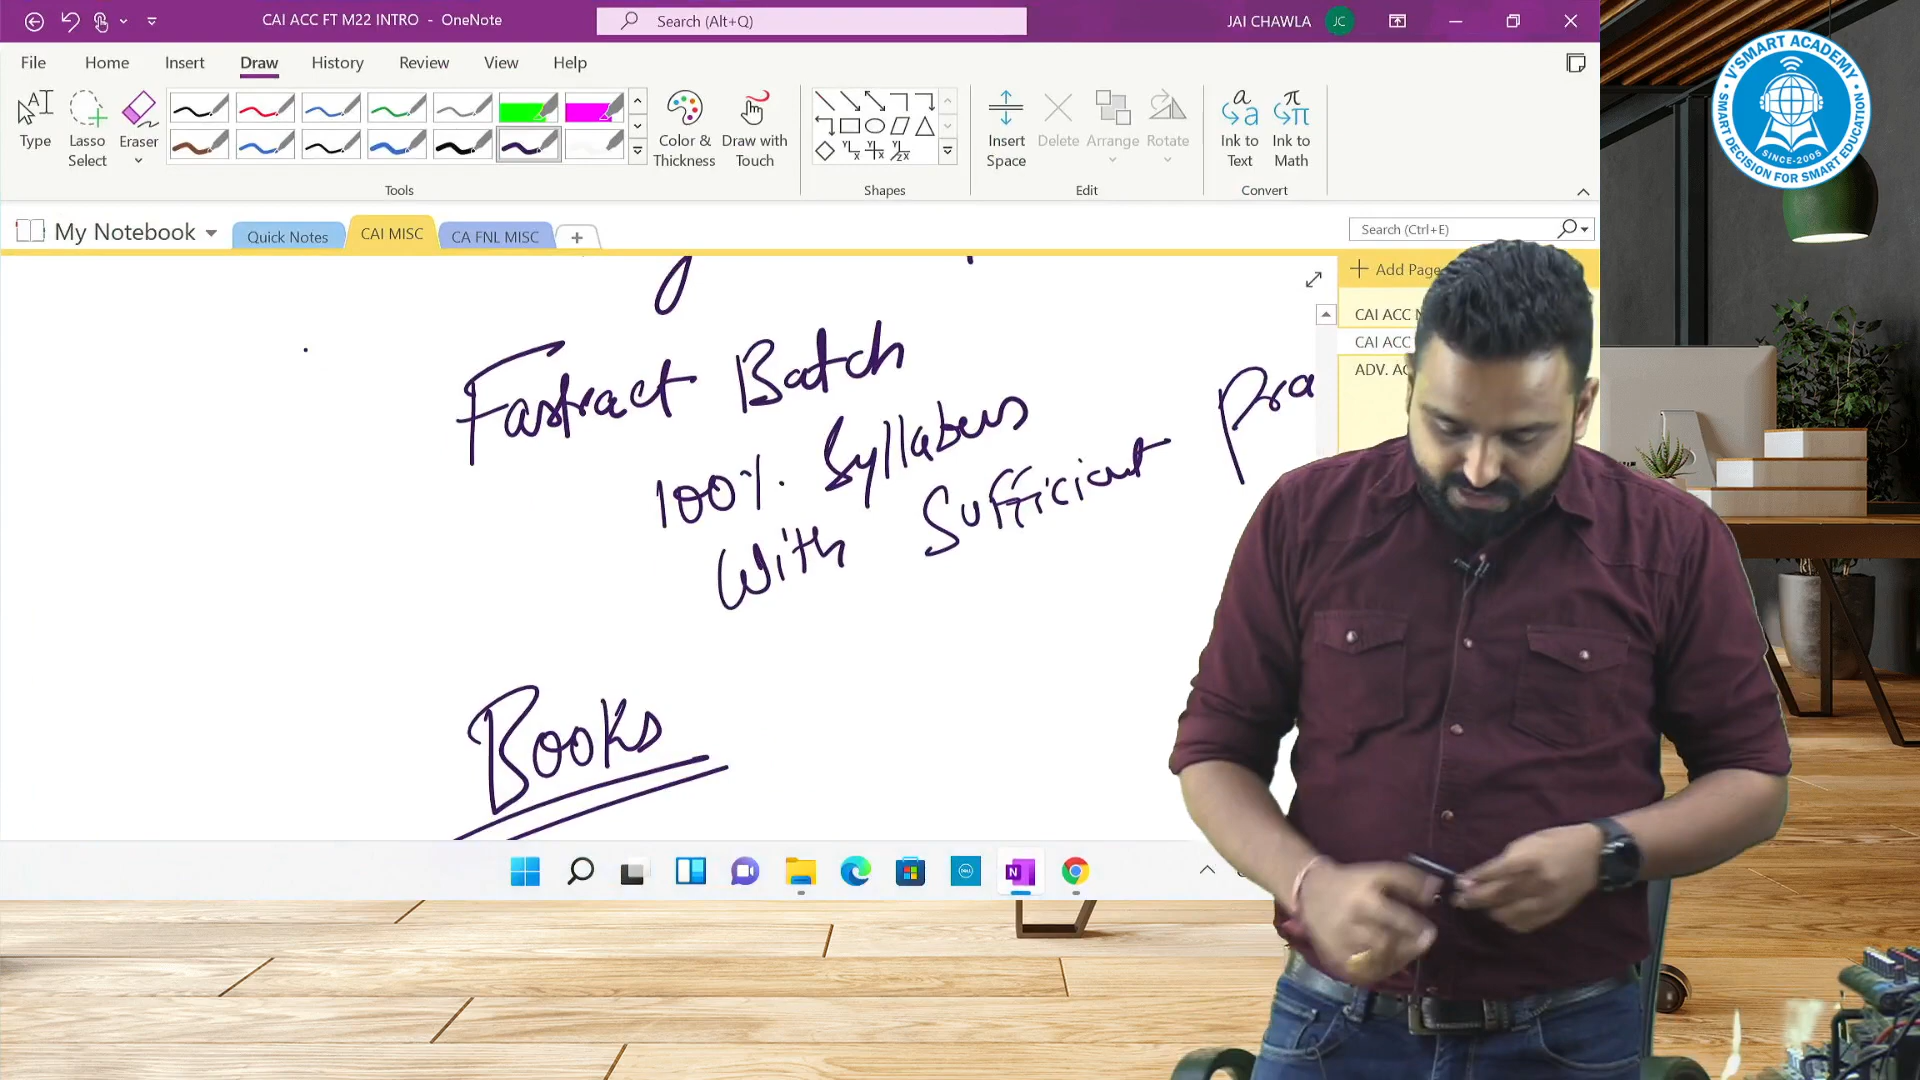 CAI ACC FT M22 INTRO - OneNote
Search (Alt+Q)
JAI CHAWLA
JC
File Home Insert Draw History Review View Help
Type
Lasso Select
Eraser
Color & Thickness
Draw with Touch
Insert Space
Delete
Arrange
Rotate
Ink to Text
Ink to Math
Tools
Shapes
Edit
Convert
My Notebook
Quick Notes
CAI MISC
CA FNL MISC
Search (Ctrl+E)
Add Page
CAI ACC
CAI ACC
ADV. AC
Fastract Batch
100%. Syllabus
With Sufficient Pra
Books
V'SMART ACADEMY
SINCE-2005
SMART DECISION FOR SMART EDUCATION